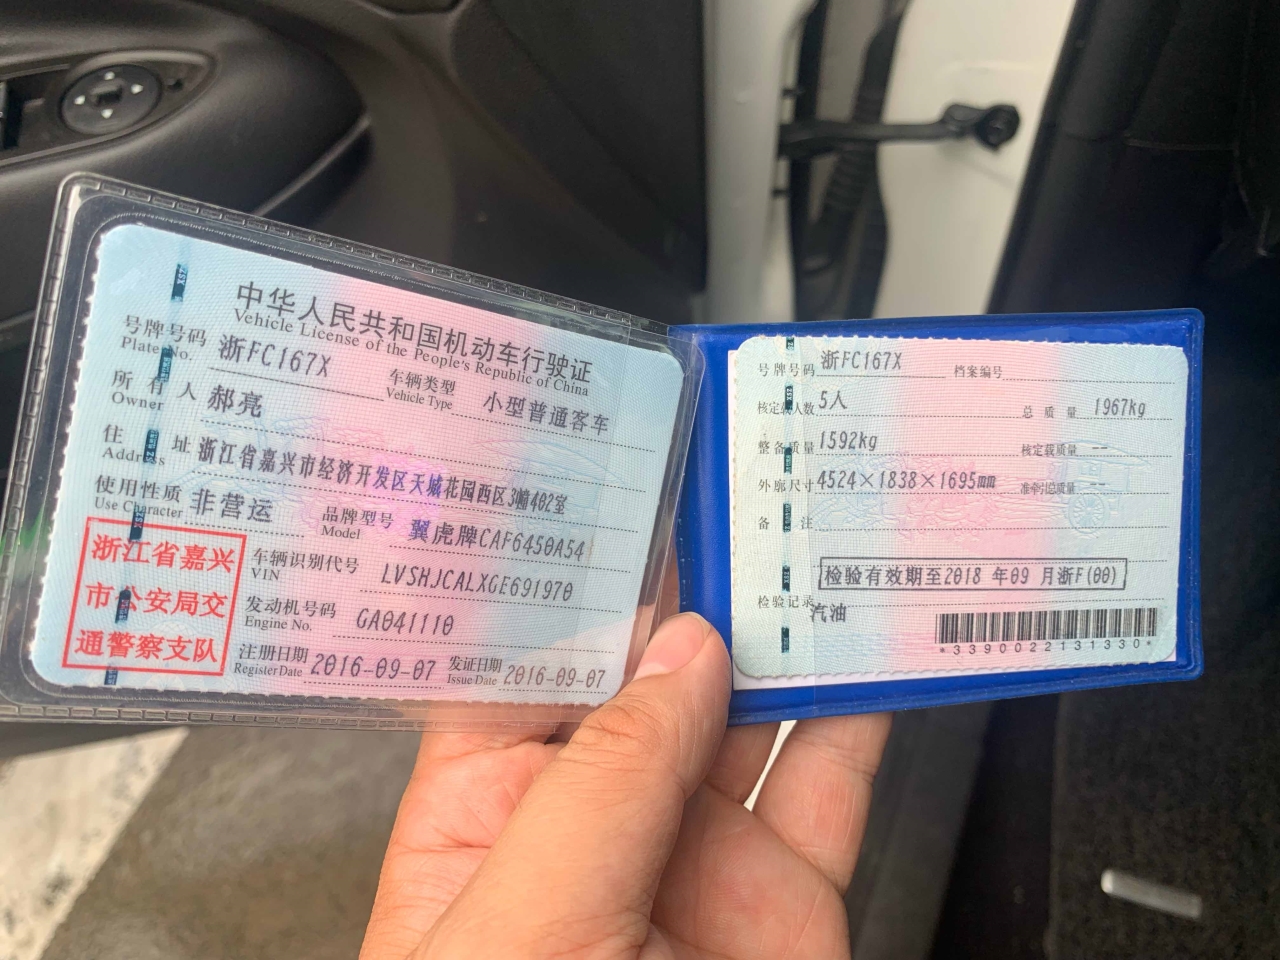 中华人民共和国机动车行驶证
Vehicle License of the People's Republic of China
号牌号码 浙FC167X 车辆类型 小型普通客车
Plate No. Vehicle Type
所有人 郝亮
Owner
住址 浙江省嘉兴市经济开发区天城花园西区3幢402室
Address
使用性质 非营运 品牌型号 翼虎牌CAF6450A54
Use Character Model
浙江省嘉兴
市公安局交
通警察支队
车辆识别代号 LVSHJCALXGE691970
VIN
发动机号码 GA041110
Engine No.
注册日期 2016-09-07 发证日期 2016-09-07
Register Date Issue Date
号牌号码 浙FC167X 档案编号
核定载人数 5人 总质量 1967kg
整备质量 1592kg 核定载质量 --
外廓尺寸 4524×1838×1695mm 准牵引总质量 --
备注
检验有效期至2018 年09 月浙F(00)
检验记录
汽油
*3390022131330*